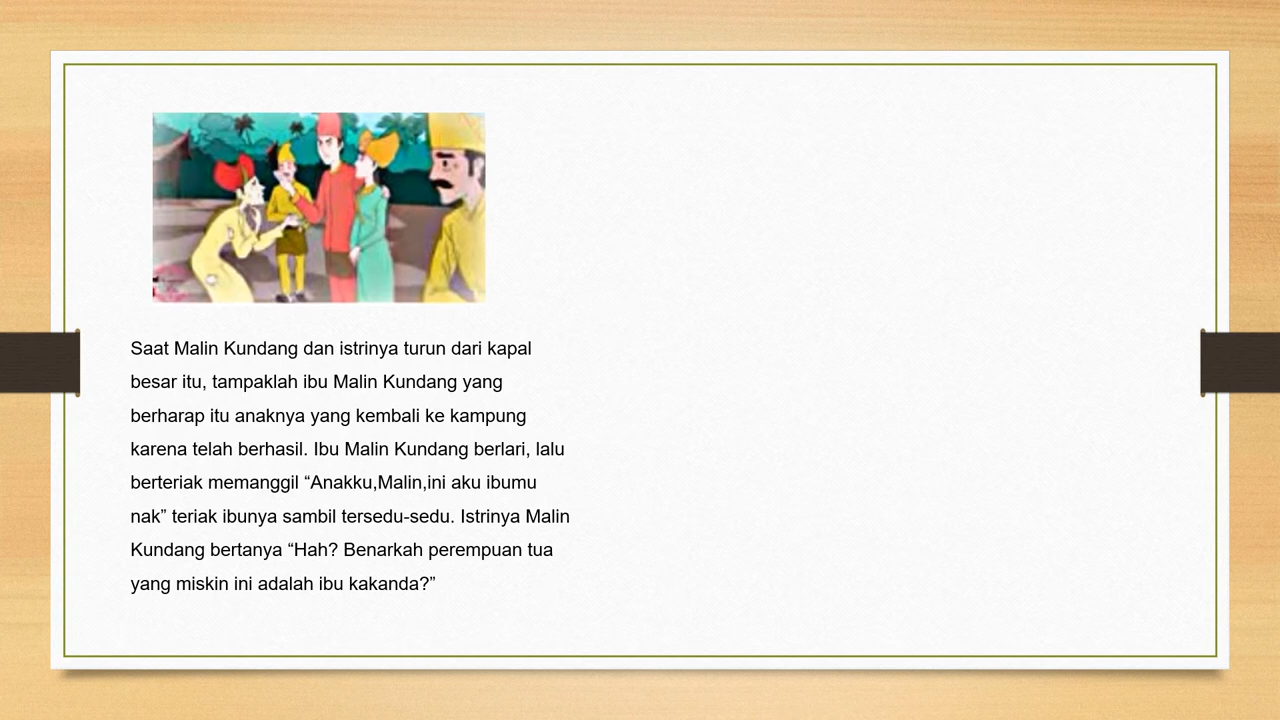 Saat Malin Kundang dan istrinya turun dari kapal
besar itu, tampaklah ibu Malin Kundang yang
berharap itu anaknya yang kembali ke kampung
karena telah berhasil. Ibu Malin Kundang berlari, lalu
berteriak memanggil “Anakku,Malin,ini aku ibumu
nak” teriak ibunya sambil tersedu-sedu. Istrinya Malin
Kundang bertanya “Hah? Benarkah perempuan tua
yang miskin ini adalah ibu kakanda?”